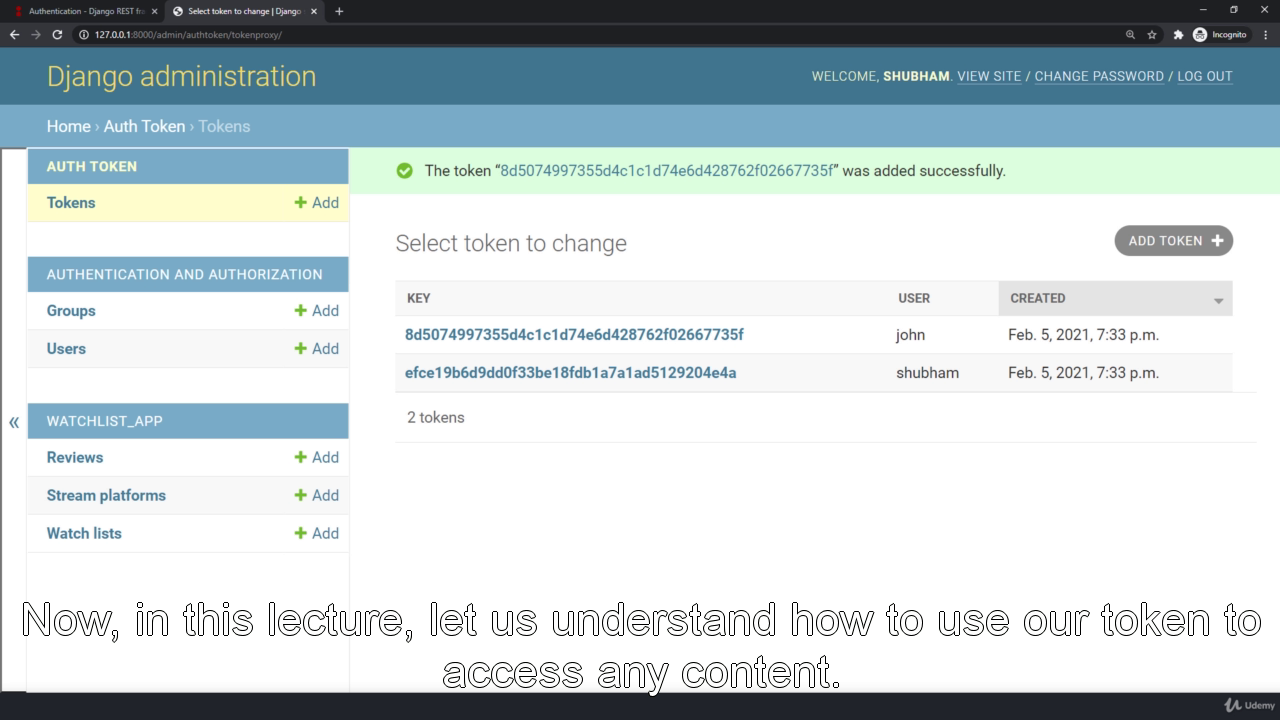 Authentication - Django REST fr
Select token to change | Django
127.0.0.1:8000/admin/authtoken/tokenproxy/
Incognito
Django administration
WELCOME, SHUBHAM. VIEW SITE / CHANGE PASSWORD / LOG OUT
Home › Auth Token › Tokens
AUTH TOKEN
Tokens
Add
AUTHENTICATION AND AUTHORIZATION
Groups
Add
Users
Add
«
WATCHLIST_APP
Reviews
Add
Stream platforms
Add
Watch lists
Add
The token “8d5074997355d4c1c1d74e6d428762f02667735f” was added successfully.
Select token to change
ADD TOKEN
KEY USER CREATED
8d5074997355d4c1c1d74e6d428762f02667735f john Feb. 5, 2021, 7:33 p.m.
efce19b6d9dd0f33be18fdb1a7a1ad5129204e4a shubham Feb. 5, 2021, 7:33 p.m.
2 tokens
Now, in this lecture, let us understand how to use our token to
access any content.
Udemy